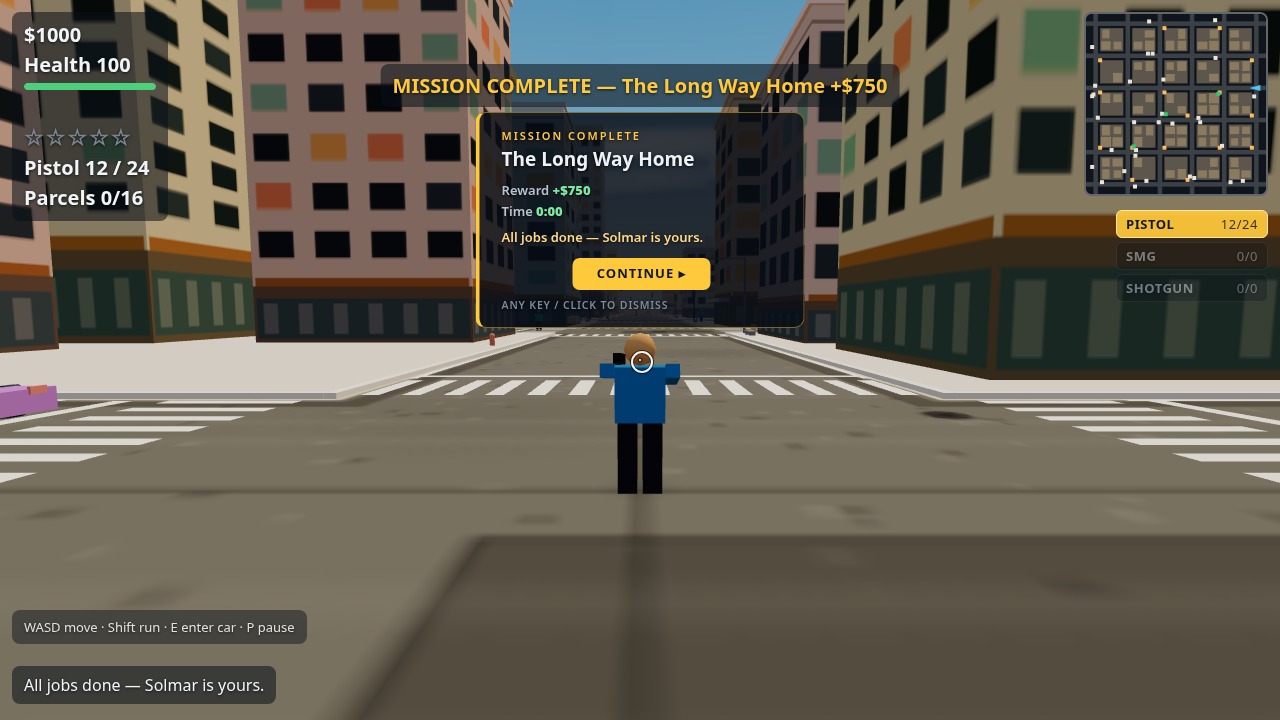 $1000
Health 100
☆☆☆☆☆
Pistol 12 / 24
Parcels 0/16
MISSION COMPLETE — The Long Way Home +$750
MISSION COMPLETE
The Long Way Home
Reward +$750
Time 0:00
All jobs done — Solmar is yours.
CONTINUE ▸
ANY KEY / CLICK TO DISMISS
PISTOL 12/24
SMG 0/0
SHOTGUN 0/0
WASD move · Shift run · E enter car · P pause
All jobs done — Solmar is yours.